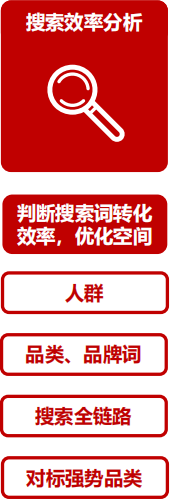 搜索效率分析
判断搜索词转化
效率，优化空间
人群
品类、品牌词
搜索全链路
对标强势品类